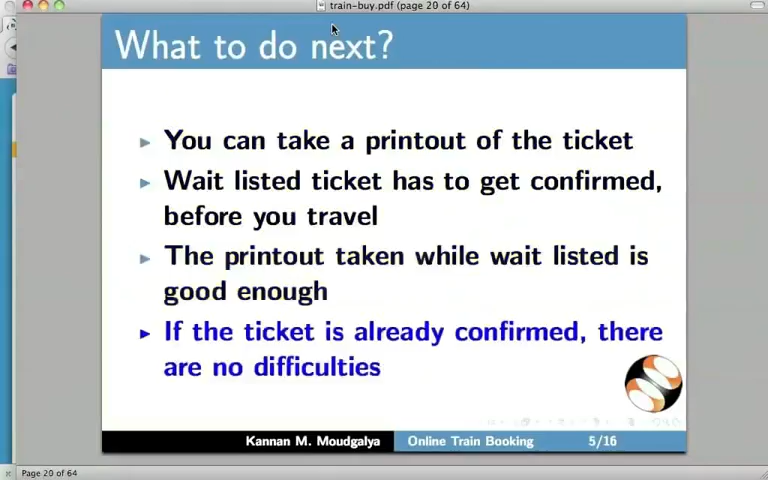 train-buy.pdf (page 20 of 64)
What to do next?
You can take a printout of the ticket
Wait listed ticket has to get confirmed,
before you travel
The printout taken while wait listed is
good enough
If the ticket is already confirmed, there
are no difficulties
Kannan M. Moudgalya Online Train Booking 5/16
Page 20 of 64